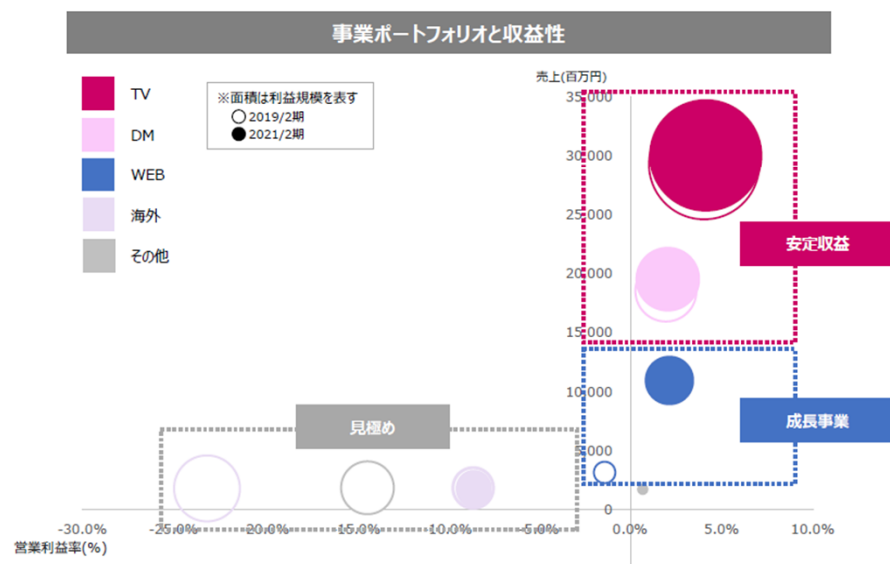 事業ポートフォリオと収益性
TV
DM
WEB
海外
その他
※面積は利益規模を表す
2019/2期
2021/2期
売上(百万円)
35,000
30,000
25,000
20,000
15,000
10,000
5,000
0
安定収益
成長事業
見極め
-30.0%
-25.0%
-20.0%
-15.0%
-10.0%
-5.0%
0.0%
5.0%
10.0%
営業利益率(%)